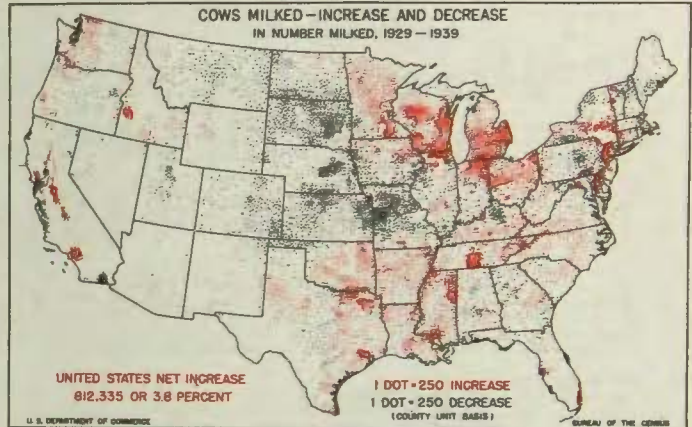 COWS MILKED—INCREASE AND DECREASE
IN NUMBER MILKED, 1929—1939
UNITED STATES NET INCREASE
812,335 OR 3.8 PERCENT
1 DOT=250 INCREASE
1 DOT=250 DECREASE
(COUNTY UNIT BASIS)
U. S. DEPARTMENT OF COMMERCE
BUREAU OF THE CENSUS